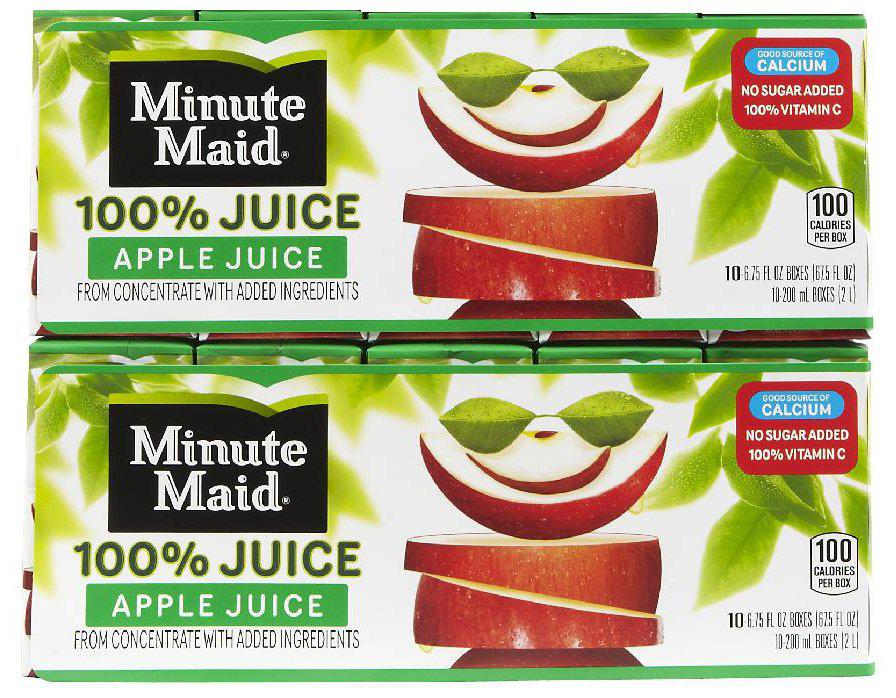 Minute
Maid®
100% JUICE
APPLE JUICE
FROM CONCENTRATE WITH ADDED INGREDIENTS
GOOD SOURCE OF
CALCIUM
NO SUGAR ADDED
100% VITAMIN C
100
CALORIES
PER BOX
10-6.75 FL OZ BOXES (67.5 FL OZ)
10-200 mL BOXES (2 L)
Minute
Maid®
100% JUICE
APPLE JUICE
FROM CONCENTRATE WITH ADDED INGREDIENTS
GOOD SOURCE OF
CALCIUM
NO SUGAR ADDED
100% VITAMIN C
100
CALORIES
PER BOX
10-6.75 FL OZ BOXES (67.5 FL OZ)
10-200 mL BOXES (2 L)